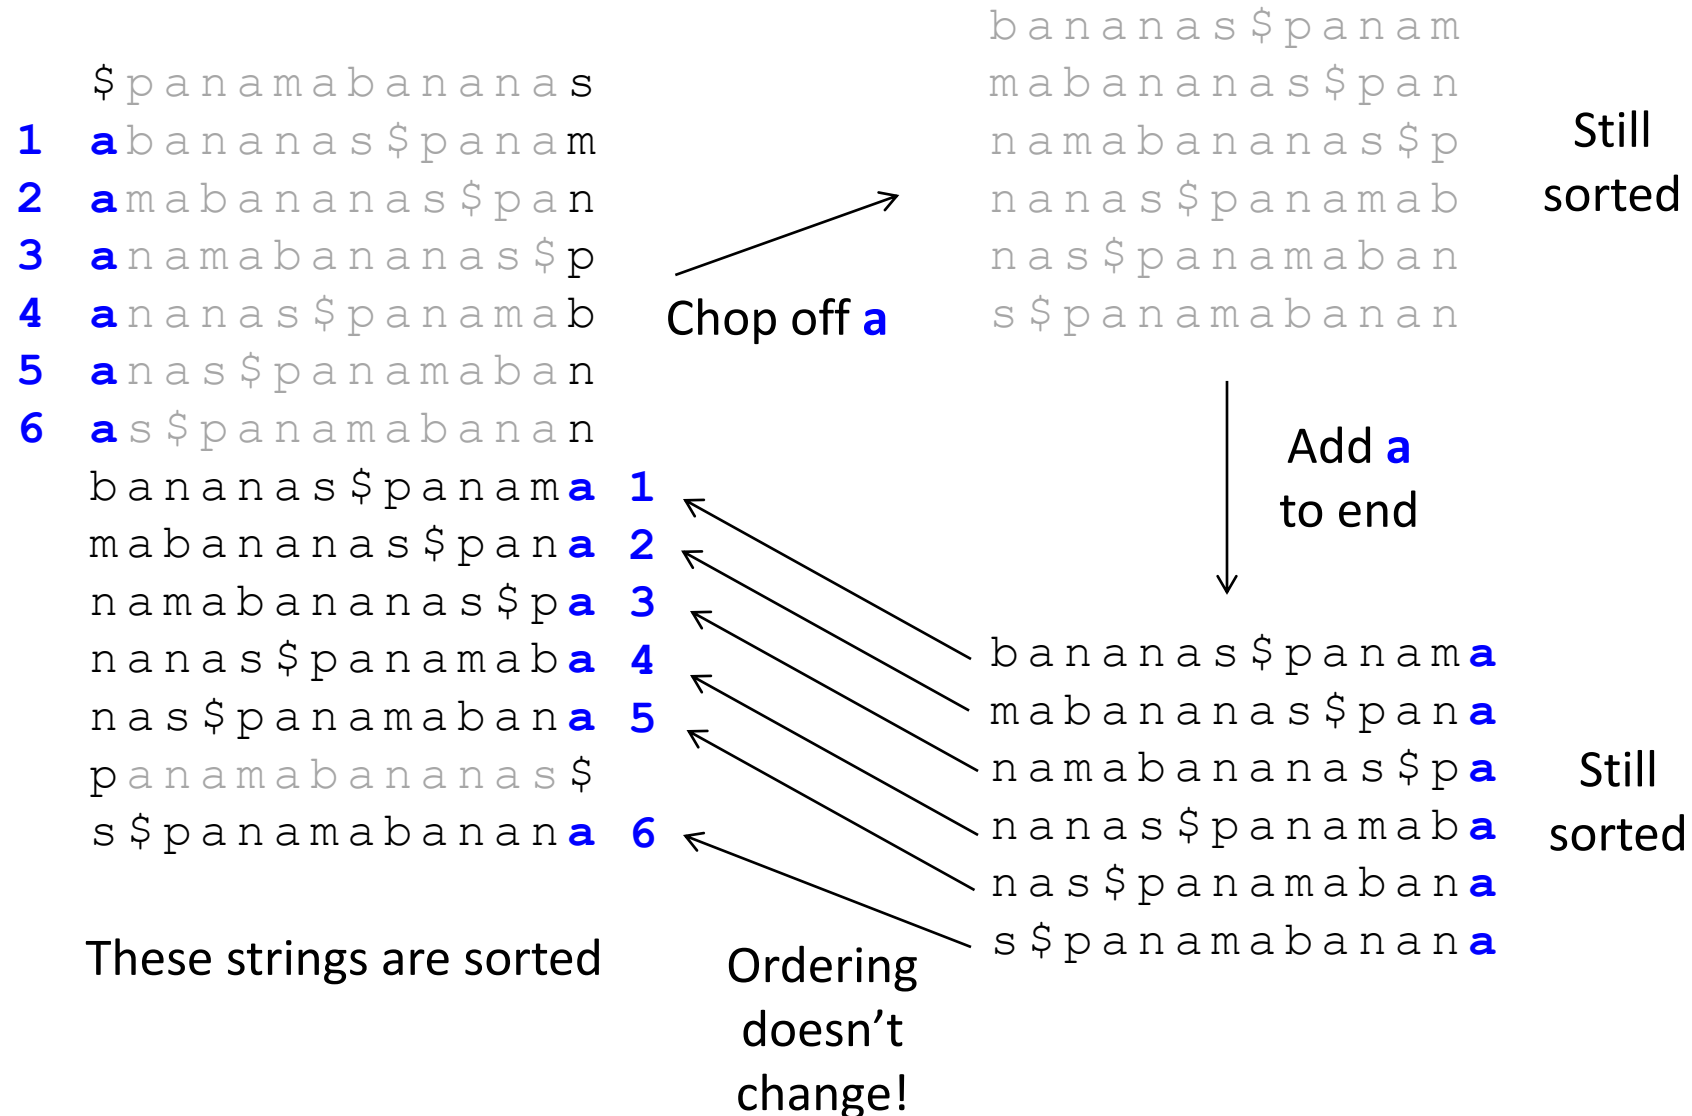 $panamabananas
1 abananas$panam
2 amabananas$pan
3 anamabananas$p
4 ananas$panamab
5 anas$panamaban
6 as$panamabanan
bananas$panama 1
mabananas$pana 2
namabananas$pa 3
nanas$panamaba 4
nas$panamabana 5
panamabananas$
s$panamabanana 6
These strings are sorted
Chop off a
bananas$panam
mabananas$pan
namabananas$p
nanas$panamab
nas$panamaban
s$panamabanan
Still
sorted
Add a
to end
bananas$panama
mabananas$pana
namabananas$pa
nanas$panamaba
nas$panamabana
s$panamabanana
Still
sorted
Ordering
doesn’t
change!